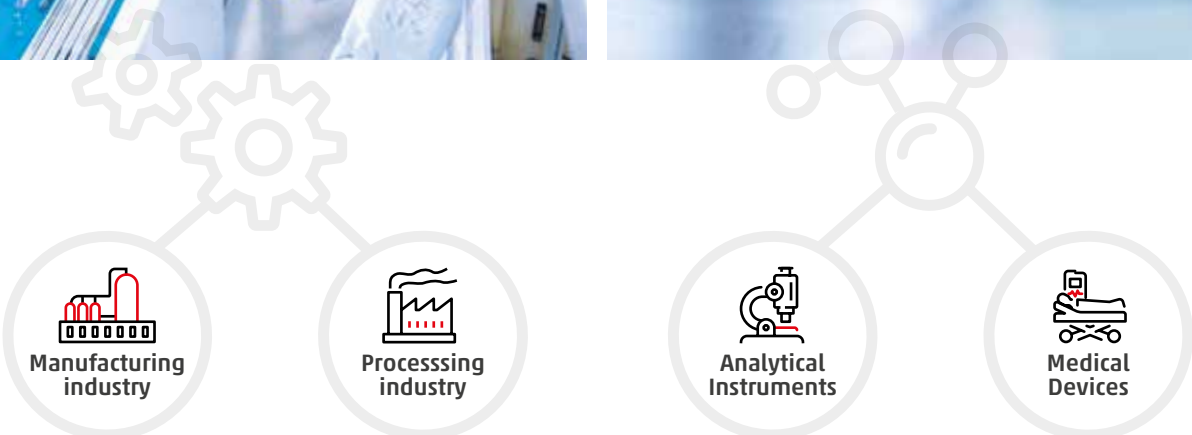 Manufacturing
industry
Processsing
industry
Analytical
Instruments
Medical
Devices